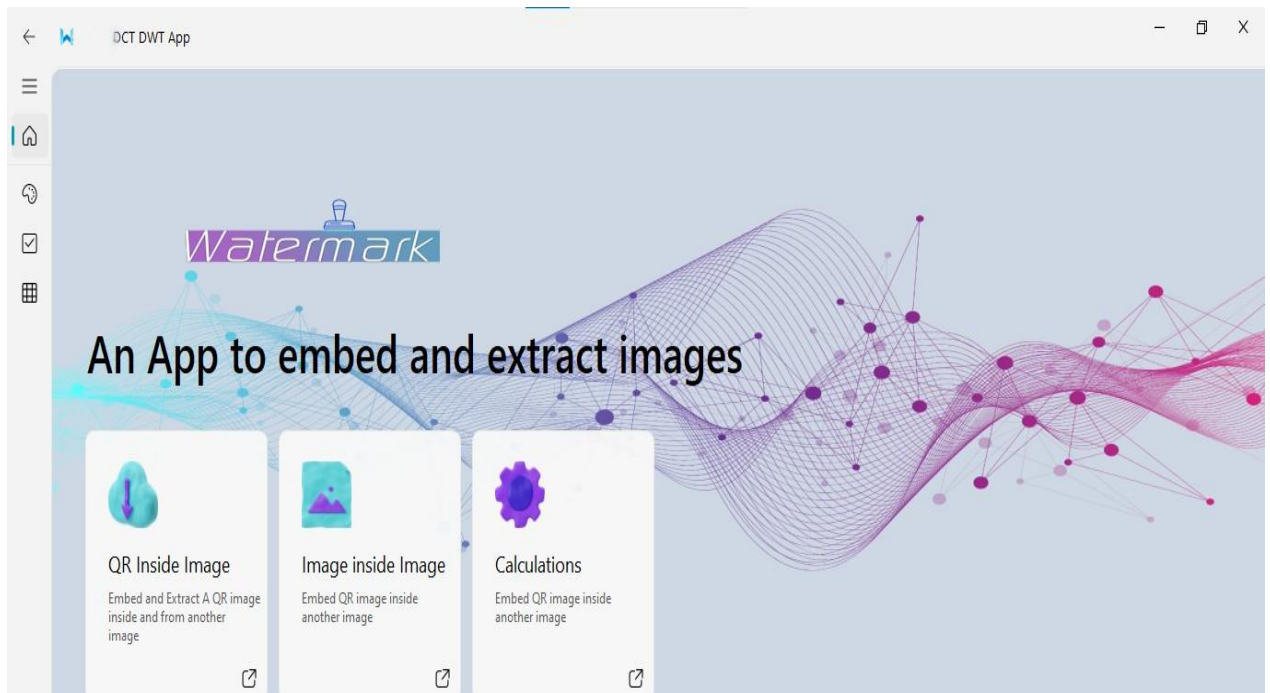 DCT DWT App
Watermark
An App to embed and extract images
QR Inside Image
Embed and Extract A QR image
inside and from another
image
Image inside Image
Embed QR image inside
another image
Calculations
Embed QR image inside
another image